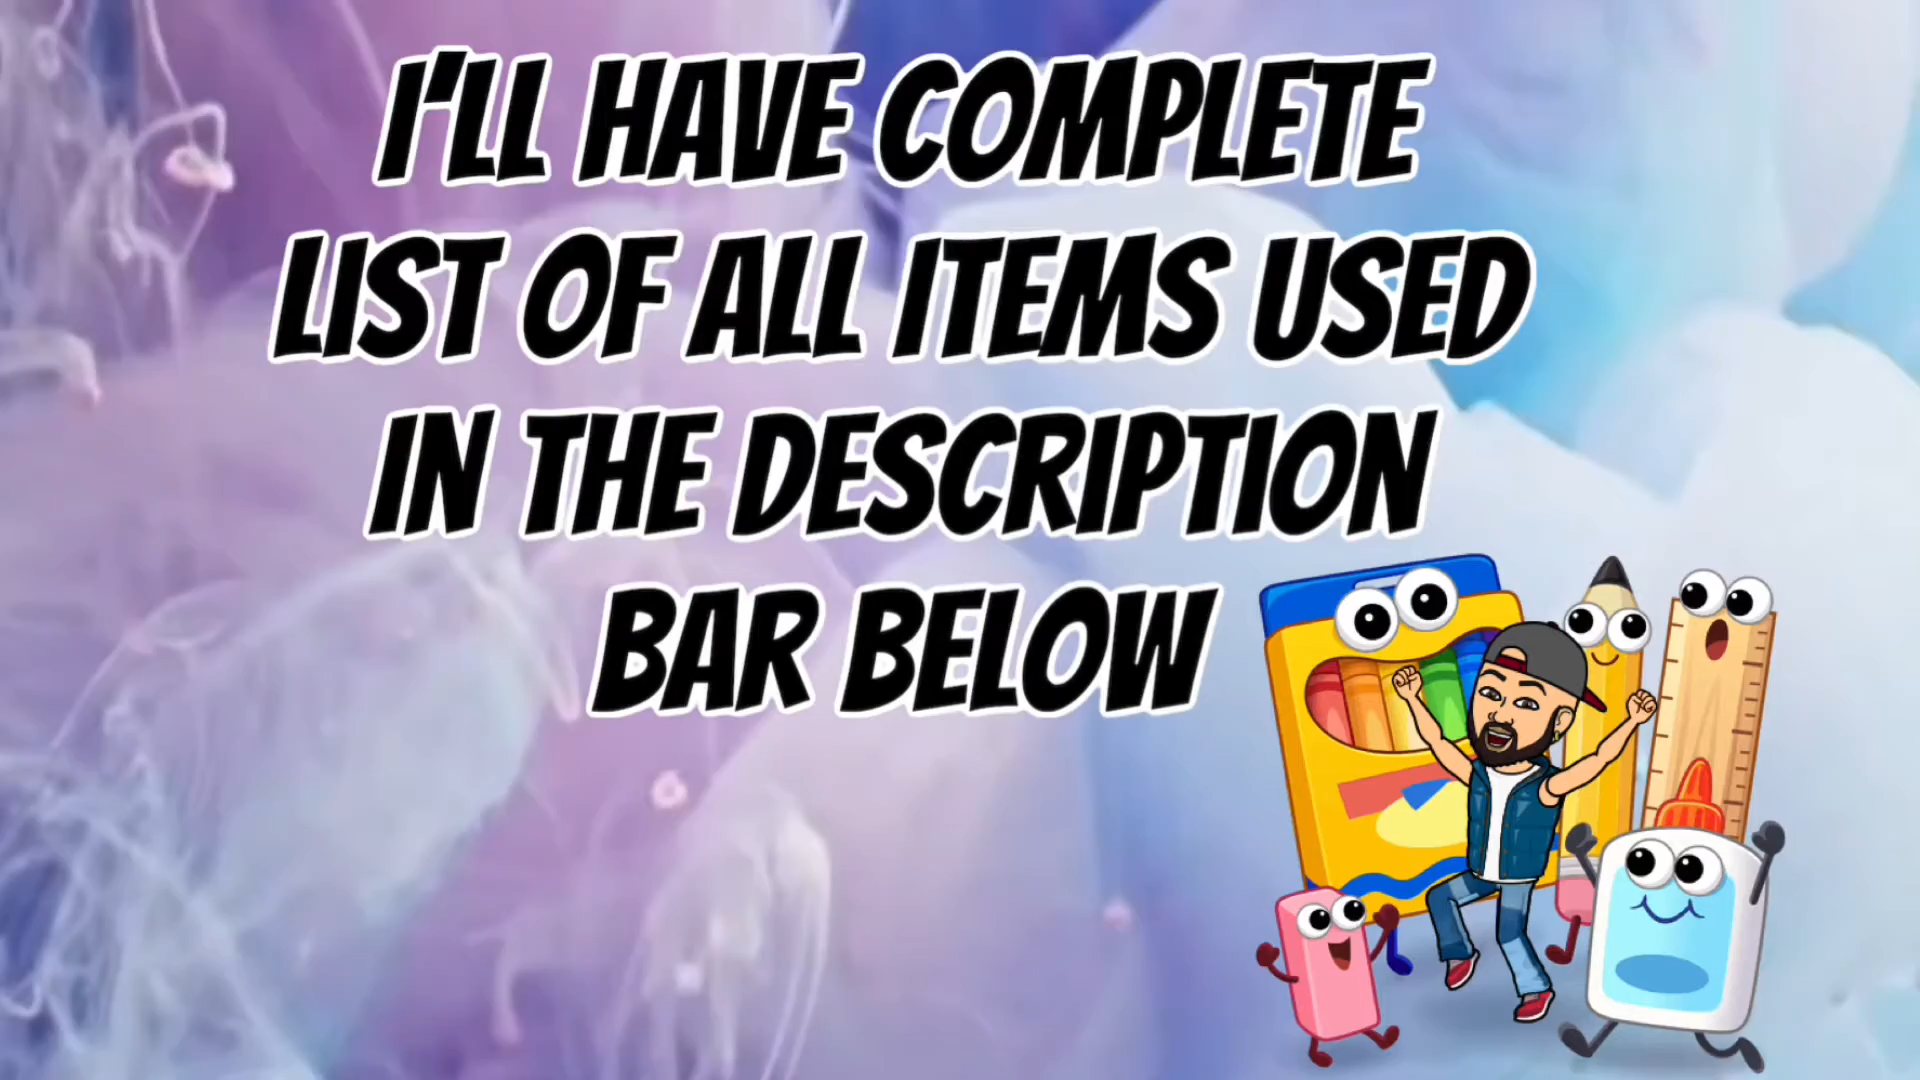 I'LL HAVE COMPLETE
LIST OF ALL ITEMS USED
IN THE DESCRIPTION
BAR BELOW